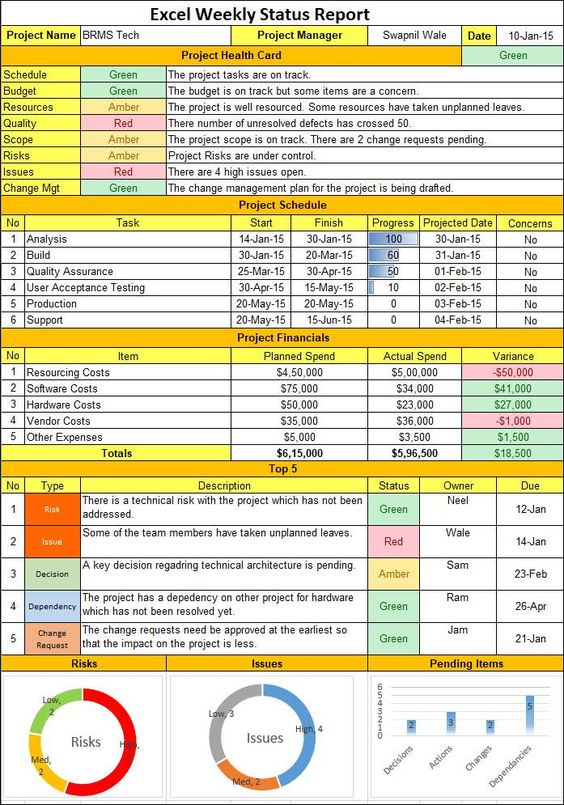 Excel Weekly Status Report
Project Name BRMS Tech Project Manager Swapnil Wale Date 10-Jan-15
Project Health Card Green
Schedule Green The project tasks are on track.
Budget Green The budget is on track but some items are a concern.
Resources Amber The project is well resourced. Some resources have taken unplanned leaves.
Quality Red There number of unresolved defects has crossed 50.
Scope Amber The project scope is on track. There are 2 change requests pending.
Risks Amber Project Risks are under control.
Issues Red There are 4 high issues open.
Change Mgt Green The change management plan for the project is being drafted.
Project Schedule
No Task Start Finish Progress Projected Date Concerns
1 Analysis 14-Jan-15 30-Jan-15 100 30-Jan-15 No
2 Build 30-Jan-15 20-Mar-15 60 31-Jan-15 No
3 Quality Assurance 25-Mar-15 30-Apr-15 50 01-Feb-15 No
4 User Acceptance Testing 30-Apr-15 15-May-15 10 02-Feb-15 No
5 Production 20-May-15 20-May-15 0 03-Feb-15 No
6 Support 20-May-15 15-Jun-15 0 04-Feb-15 No
Project Financials
No Item Planned Spend Actual Spend Variance
1 Resourcing Costs $4,50,000 $5,00,000 -$50,000
2 Software Costs $75,000 $34,000 $41,000
3 Hardware Costs $50,000 $23,000 $27,000
4 Vendor Costs $35,000 $36,000 -$1,000
5 Other Expenses $5,000 $3,500 $1,500
Totals $6,15,000 $5,96,500 $18,500
Top 5
No Type Description Status Owner Due
1 Risk There is a technical risk with the project which has not been
addressed. Green Neel 12-Jan
2 Issue Some of the team members have taken unplanned leaves. Red Wale 14-Jan
3 Decision A key decision regadring technical architecture is pending. Amber Sam 23-Feb
4 Dependency The project has a depedency on other project for hardware
which has not been resolved yet. Green Ram 26-Apr
5 Change
Request The change requests need be approved at the earliest so
that the impact on the project is less. Green Jam 21-Jan
Risks Issues Pending Items
Low,
2
Med,
2
Risks
Low, 3
High, 4
Med, 2
Issues
6
5
4
3
2
1
0
2 3 2 5
Decisions Actions Changes Dependancies